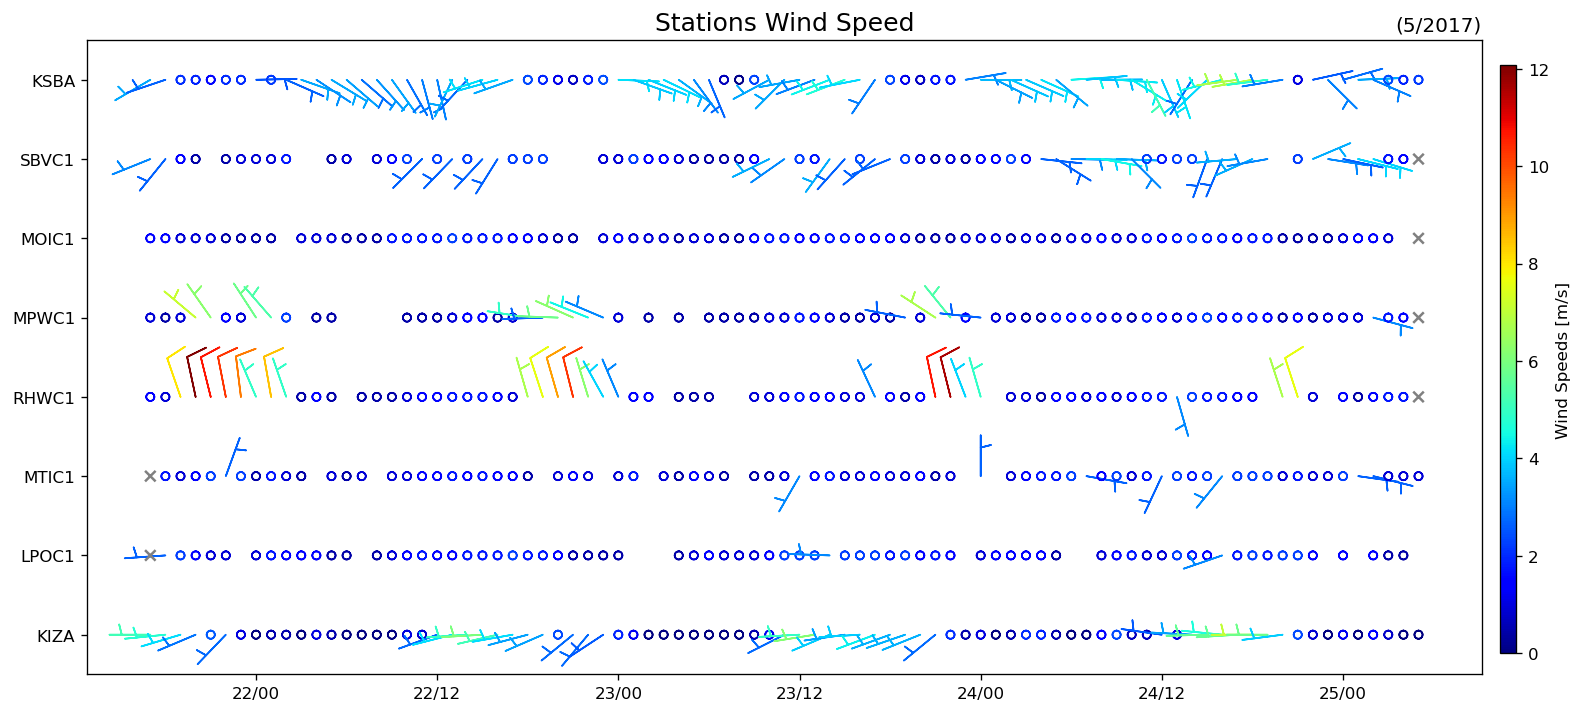 Stations Wind Speed
(5/2017)
KSBA
SBVC1
MOIC1
MPWC1
RHWC1
MTIC1
LPOC1
KIZA
22/00 22/12 23/00 23/12 24/00 24/12 25/00
12
10
8
6
4
2
0
Wind Speeds [m/s]